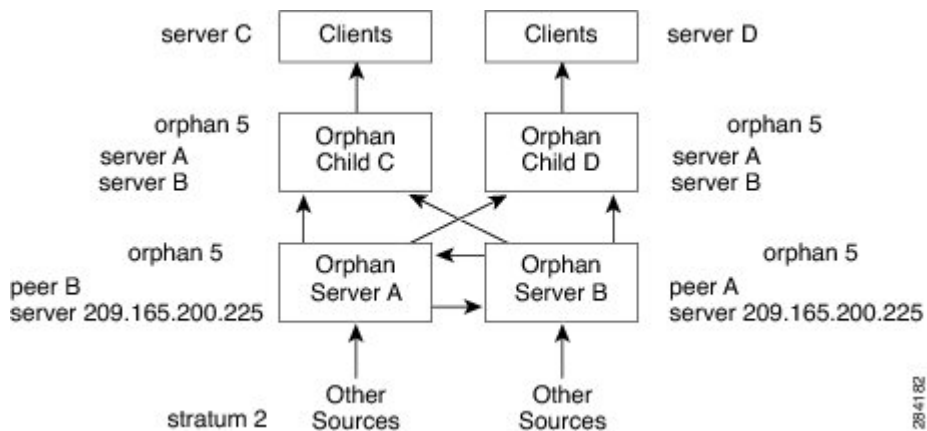 server C
Clients
Clients
server D
orphan 5
server A
server B
Orphan
Child C
Orphan
Child D
orphan 5
server A
server B
orphan 5
peer B
server 209.165.200.225
Orphan
Server A
Orphan
Server B
orphan 5
peer A
server 209.165.200.225
stratum 2
Other
Sources
Other
Sources
284182